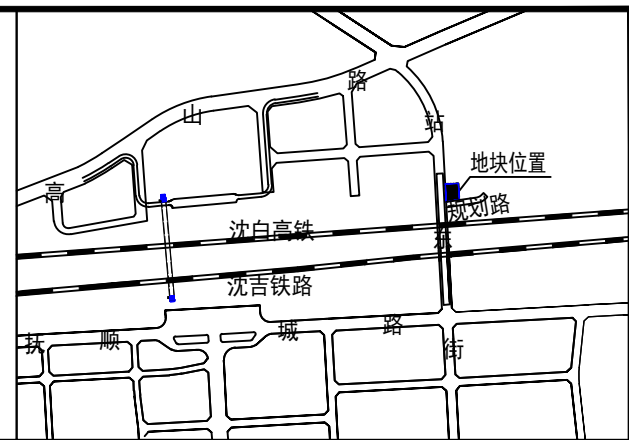 高山路
站东街
地块位置
规划路
沈白高铁
沈吉铁路
抚顺城路